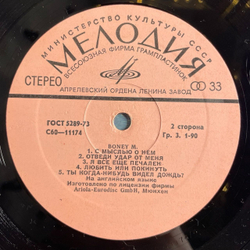 МИНИСТЕРСТВО КУЛЬТУРЫ СССР
МЕЛОДИЯ
ВСЕСОЮЗНАЯ ФИРМА ГРАМПЛАСТИНОК
СТЕРЕО
33
АПРЕЛЕВСКИЙ ОРДЕНА ЛЕНИНА ЗАВОД
ГОСТ 5289-73
С60—11174
2 сторона
Гр. 3. 1-90
BONEY M.
1. С МЫСЛЬЮ О НЕМ
2. ОТВЕДИ УДАР ОТ МЕНЯ
3. Я ВСЕ ЕЩЕ ПЕЧАЛЕН
4. ЛЮБИТЬ ИЛИ ПОКИНУТЬ
5. ТЫ КОГДА-НИБУДЬ ВИДЕЛ ДОЖДЬ?
На английском языке
Изготовлено по лицензии фирмы
Ariola-Eurodisc GmbH, Мюнхен